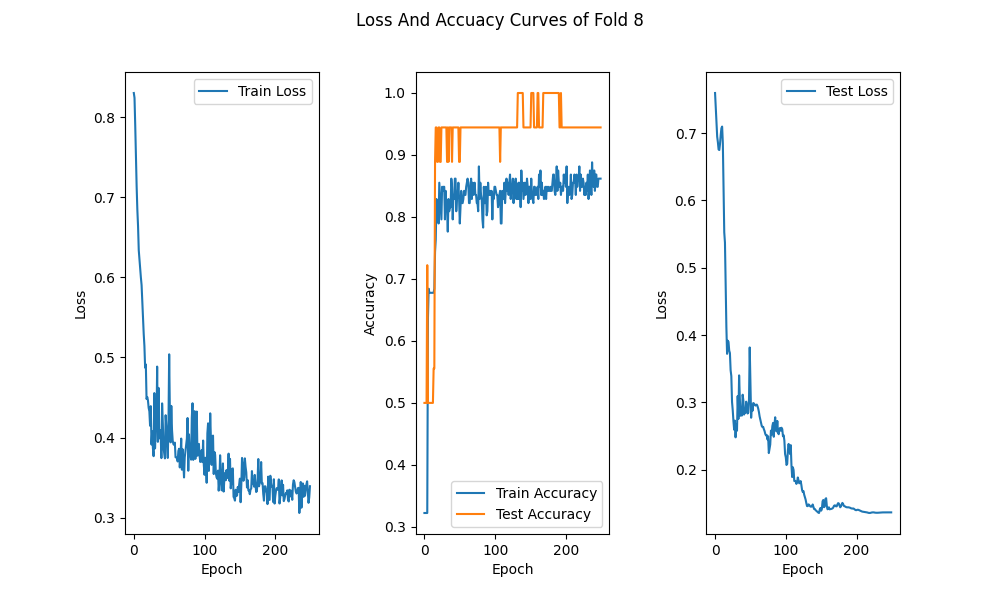 Loss And Accuacy Curves of Fold 8
Train Loss
0.8
0.7
0.6
0.5
0.4
0.3
Loss
0
100
200
Epoch
1.0
0.9
0.8
0.7
0.6
0.5
0.4
0.3
Accuracy
Train Accuracy
Test Accuracy
0
100
200
Epoch
Test Loss
0.7
0.6
0.5
0.4
0.3
0.2
Loss
0
100
200
Epoch